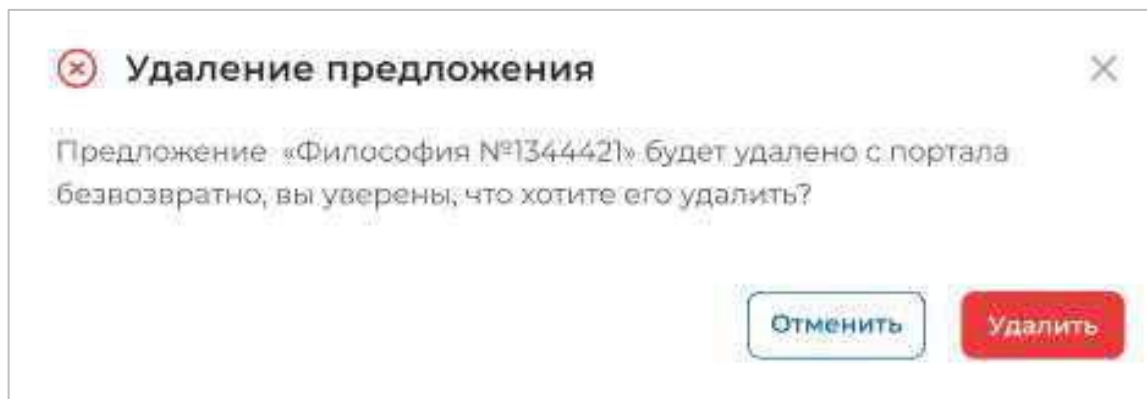 Удаление предложения
Предложение «Философия №1344421» будет удалено с портала
безвозвратно, вы уверены, что хотите его удалить?
Отменить
Удалить